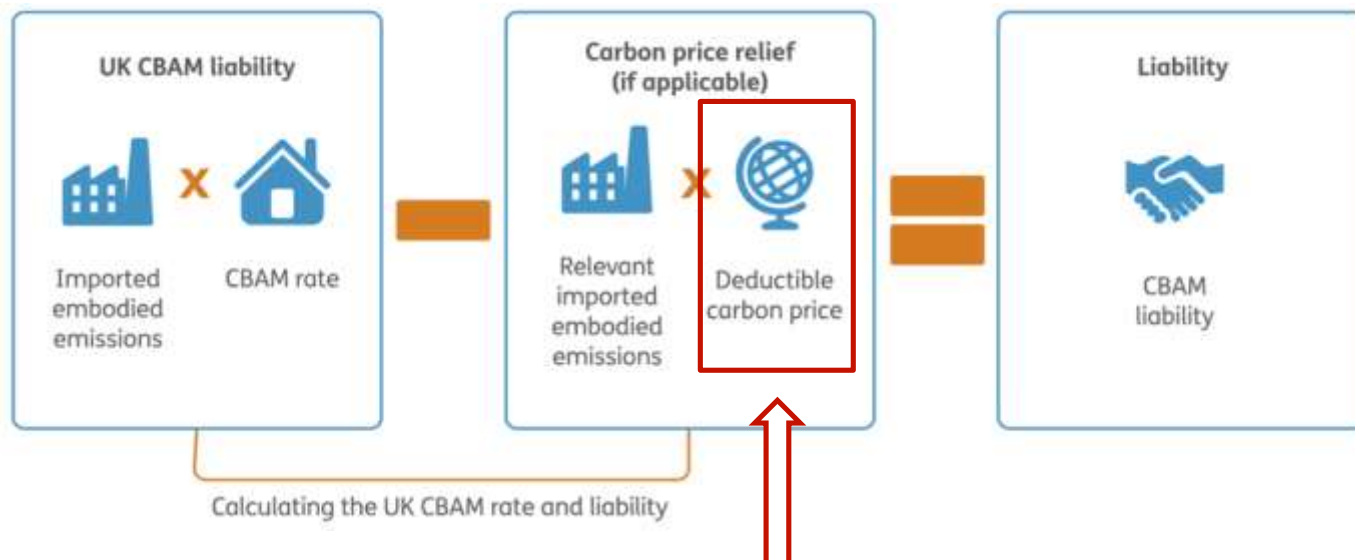 UK CBAM liability
X
Imported
embodied
emissions
CBAM rate
Carbon price relief
(if applicable)
X
Relevant
imported
embodied
emissions
Deductible
carbon price
Liability
CBAM
liability
Calculating the UK CBAM rate and liability